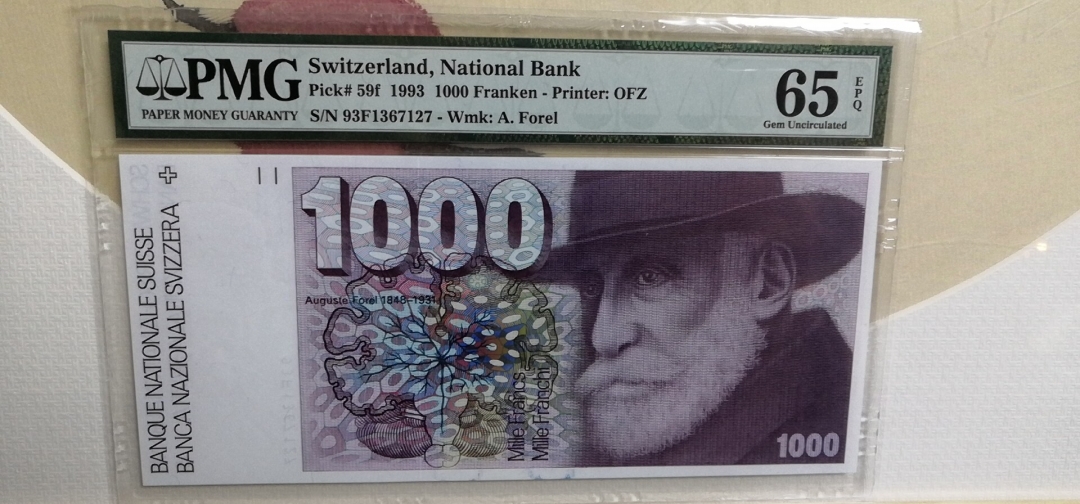 PMG
PAPER MONEY GUARANTY
Switzerland, National Bank
Pick# 59f 1993 1000 Franken - Printer: OFZ
S/N 93F1367127 - Wmk: A. Forel
65
EPQ
Gem Uncirculated
BANQUE NATIONALE SUISSE
BANCA NAZIONALE SVIZZERA
1000
Auguste Forel 1848–1931
Mille Francs
Mille Franchi
1000